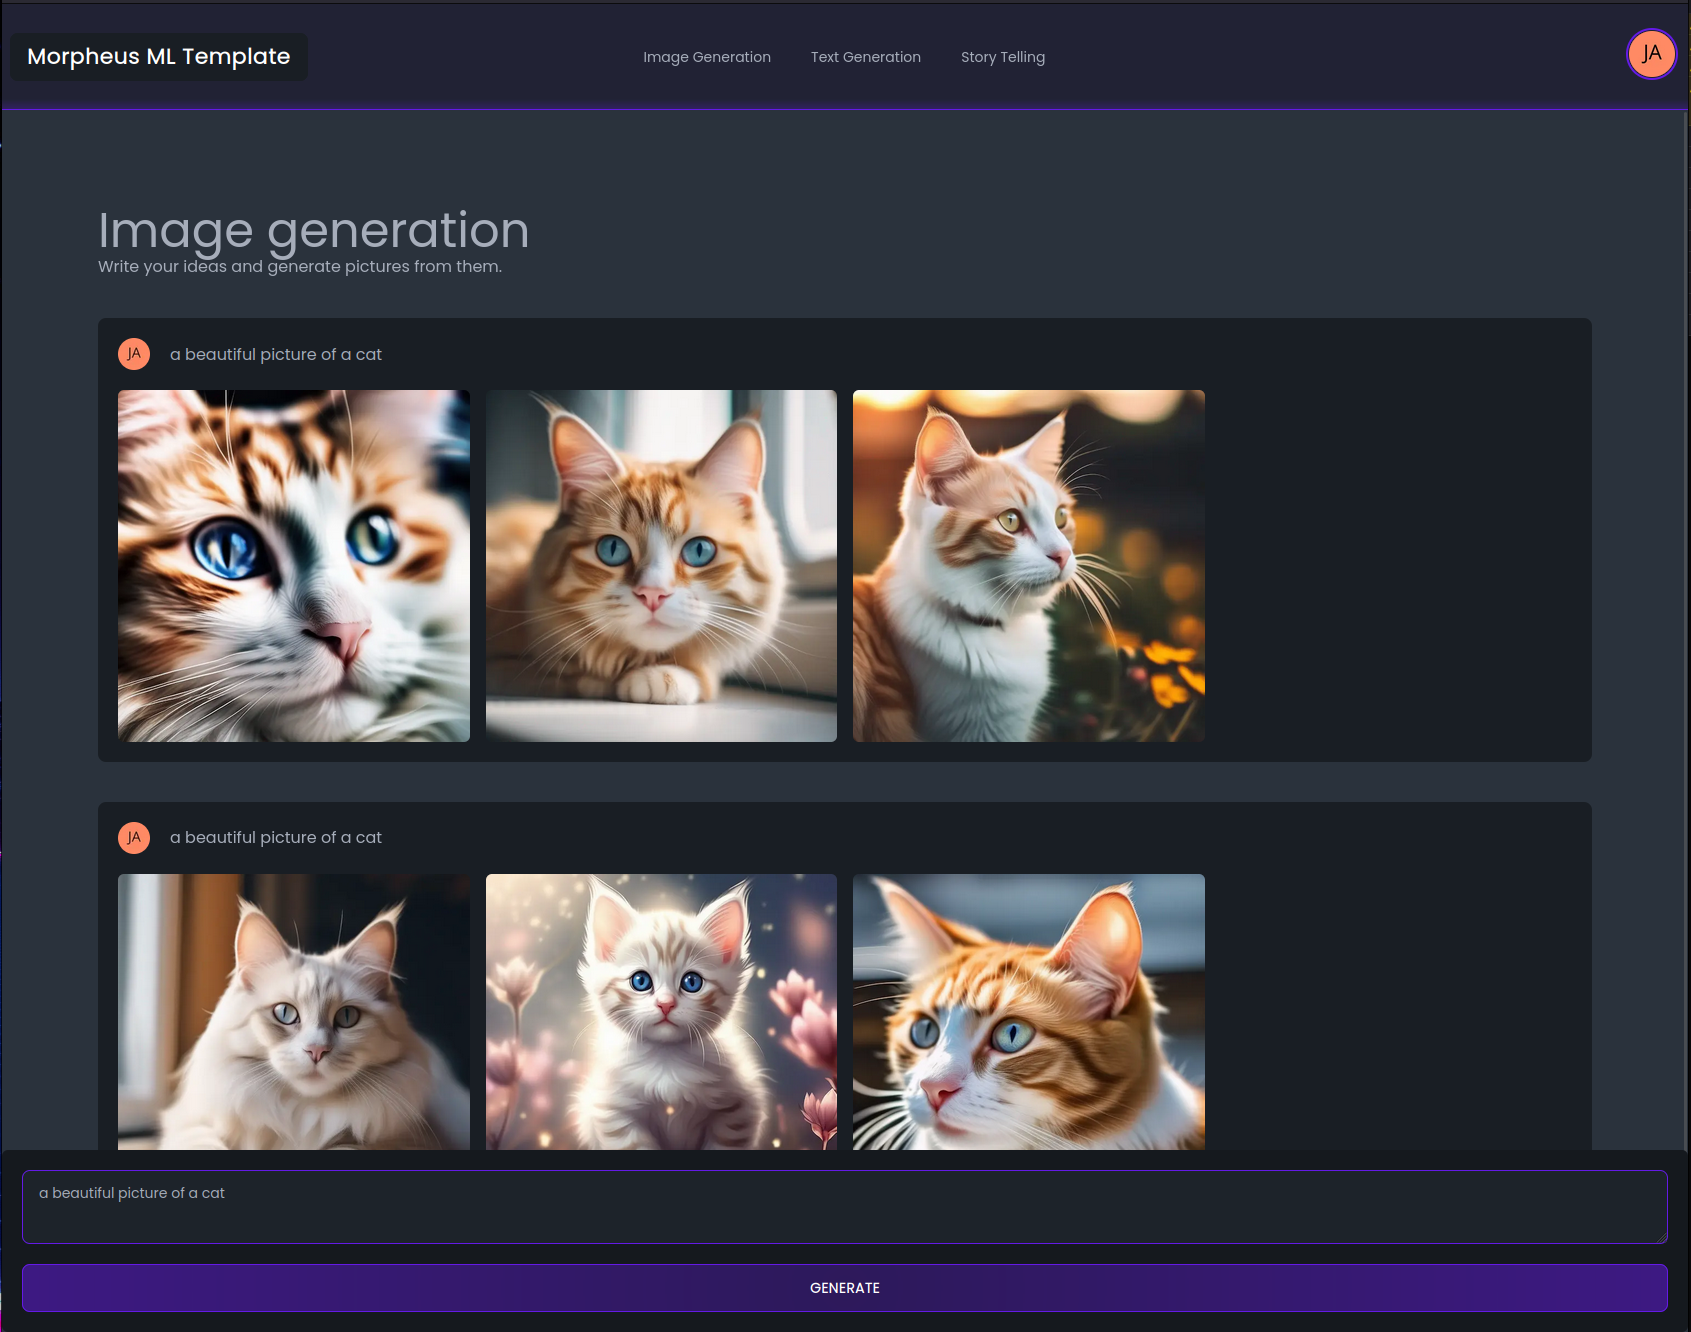 Morpheus ML Template
Image Generation
Text Generation
Story Telling
JA
Image generation
Write your ideas and generate pictures from them.
JA
a beautiful picture of a cat
JA
a beautiful picture of a cat
a beautiful picture of a cat
GENERATE